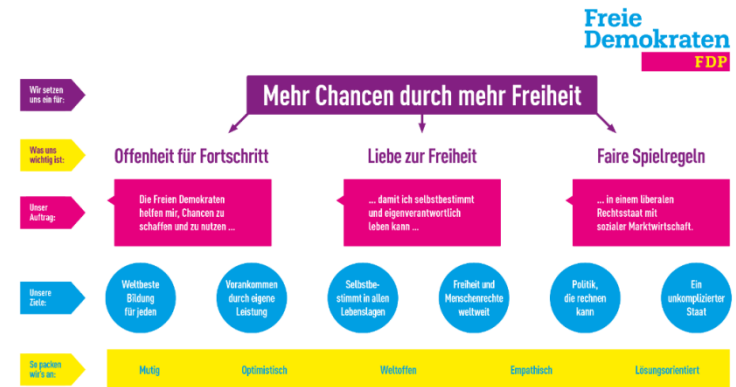 Freie
Demokraten
FDP
Wir setzen
uns ein für:
Mehr Chancen durch mehr Freiheit
Was uns
wichtig ist:
Offenheit für Fortschritt
Liebe zur Freiheit
Faire Spielregeln
Unser
Auftrag:
Die Freien Demokraten
helfen mir, Chancen zu
schaffen und zu nutzen ...
... damit ich selbstbestimmt
und eigenverantwortlich
leben kann ...
... in einem liberalen
Rechtsstaat mit
sozialer Marktwirtschaft.
Unsere
Ziele:
Weltbeste
Bildung
für jeden
Vorankommen
durch eigene
Leistung
Selbstbe-
stimmt in allen
Lebenslagen
Freiheit und
Menschenrechte
weltweit
Politik,
die rechnen
kann
Ein
unkomplizierter
Staat
So packen
wir's an:
Mutig
Optimistisch
Weltoffen
Empathisch
Lösungsorientiert